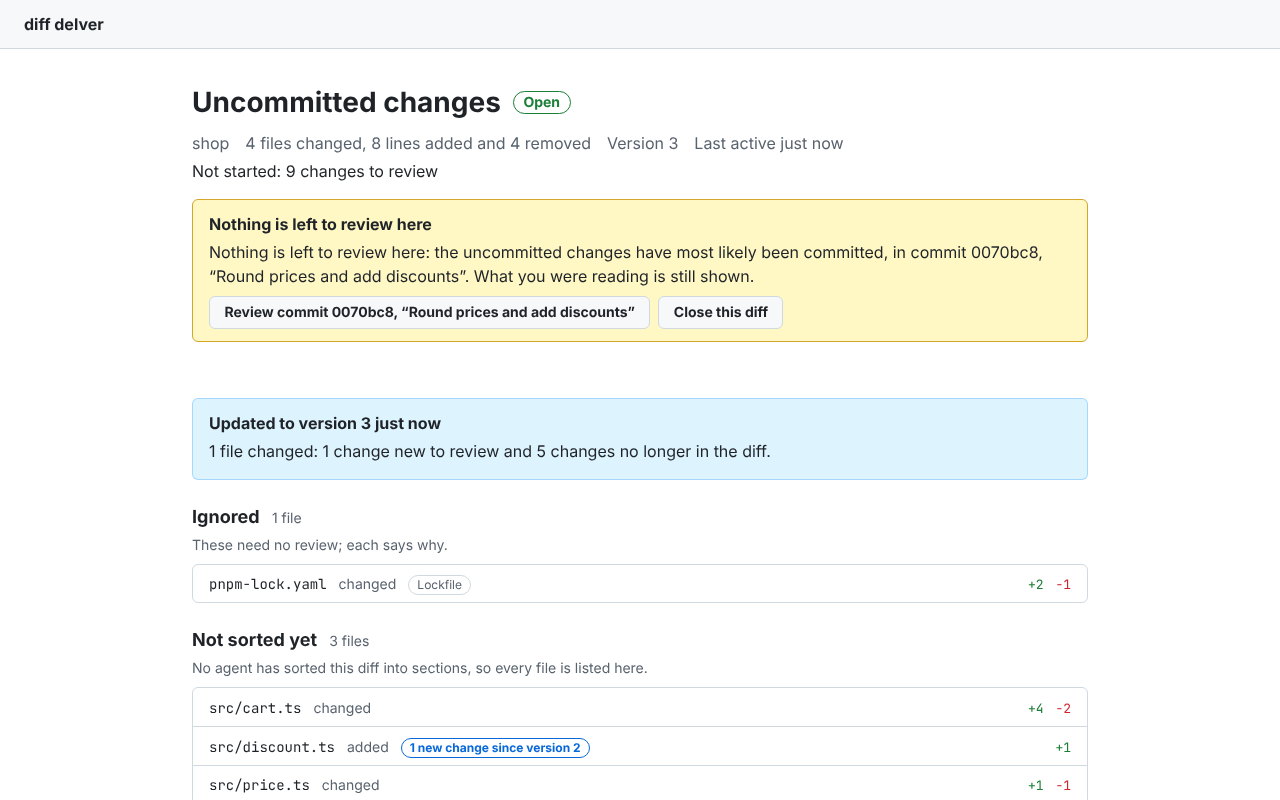 diff delver
Uncommitted changes Open
shop 4 files changed, 8 lines added and 4 removed Version 3 Last active just now
Not started: 9 changes to review
Nothing is left to review here
Nothing is left to review here: the uncommitted changes have most likely been committed, in commit 0070bc8,
“Round prices and add discounts”. What you were reading is still shown.
Review commit 0070bc8, “Round prices and add discounts” Close this diff
Updated to version 3 just now
1 file changed: 1 change new to review and 5 changes no longer in the diff.
Ignored 1 file
These need no review; each says why.
pnpm-lock.yaml changed Lockfile +2 -1
Not sorted yet 3 files
No agent has sorted this diff into sections, so every file is listed here.
src/cart.ts changed +4 -2
src/discount.ts added 1 new change since version 2 +1
src/price.ts changed +1 -1